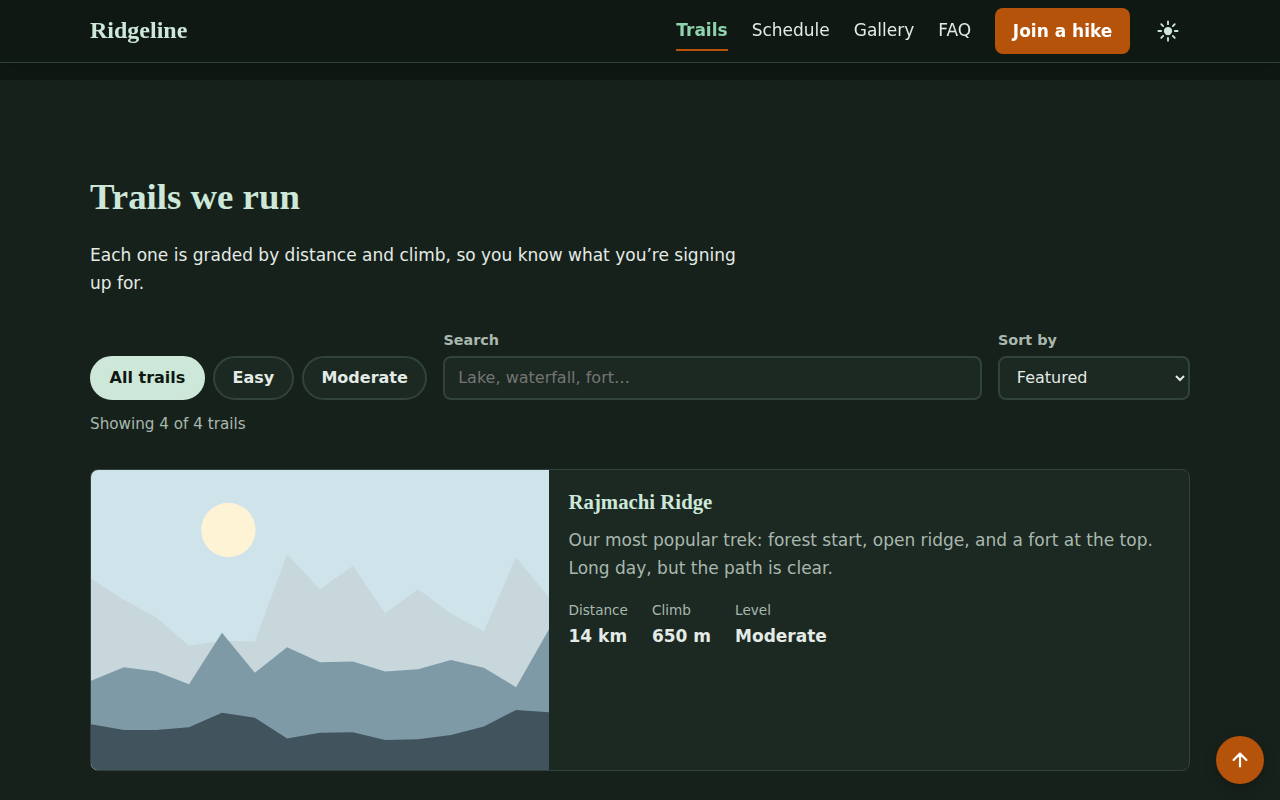 Ridgeline
Trails
Schedule
Gallery
FAQ
Join a hike
Trails we run
Each one is graded by distance and climb, so you know what you’re signing
up for.
All trails
Easy
Moderate
Search
Lake, waterfall, fort…
Sort by
Featured
Showing 4 of 4 trails
Rajmachi Ridge
Our most popular trek: forest start, open ridge, and a fort at the top.
Long day, but the path is clear.
Distance
14 km
Climb
650 m
Level
Moderate